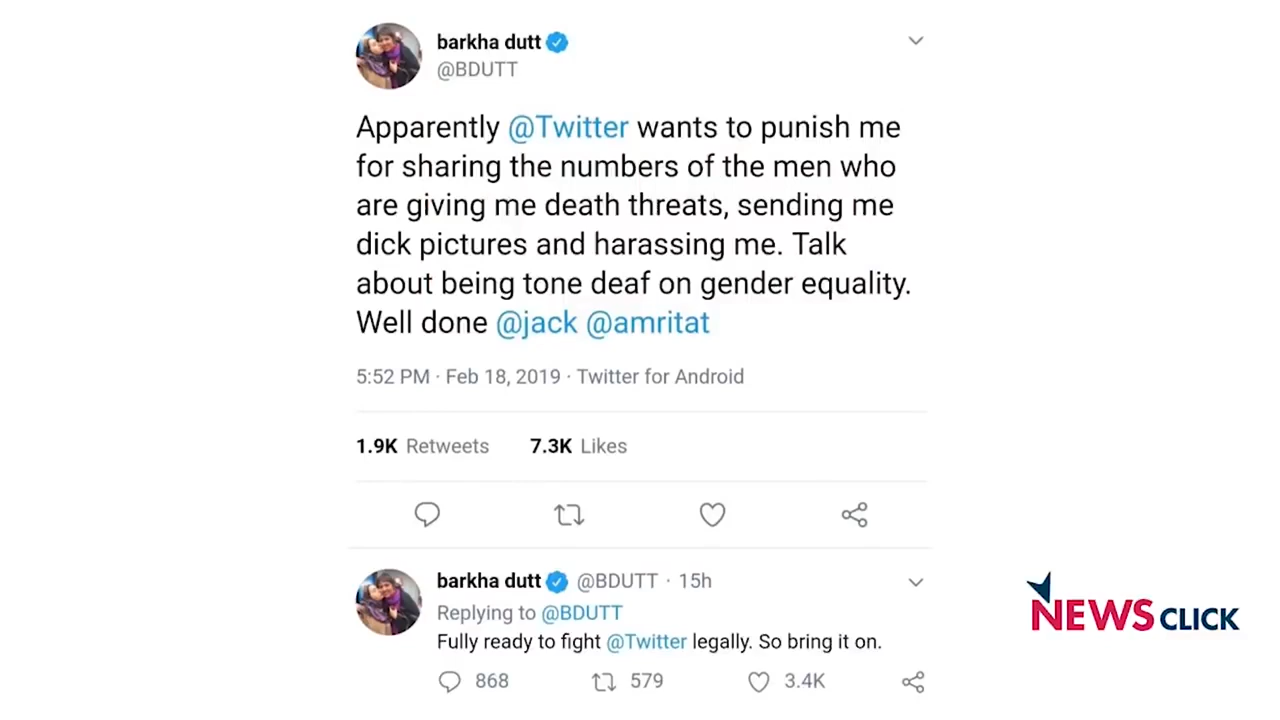 barkha dutt
@BDUTT
Apparently @Twitter wants to punish me
for sharing the numbers of the men who
are giving me death threats, sending me
dick pictures and harassing me. Talk
about being tone deaf on gender equality.
Well done @jack @amritat
5:52 PM · Feb 18, 2019 · Twitter for Android
1.9K Retweets 7.3K Likes
barkha dutt @BDUTT · 15h
Replying to @BDUTT
Fully ready to fight @Twitter legally. So bring it on.
868 579 3.4K
NEWSCLICK